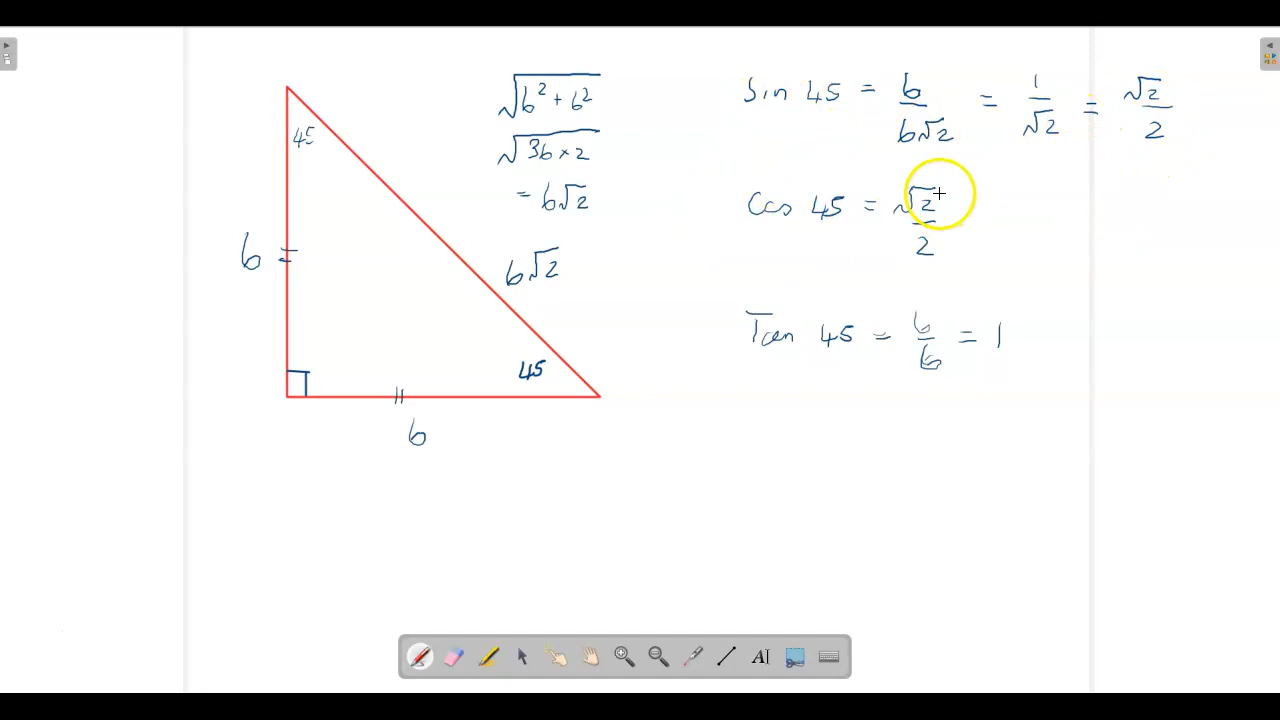 45
√6² + 6²
√36 × 2
= 6√2
6
6√2
45
6
Sin 45 = 6/6√2 = 1/√2 = √2/2
Cos 45 = √2/2
Tan 45 = 6/6 = 1
AI